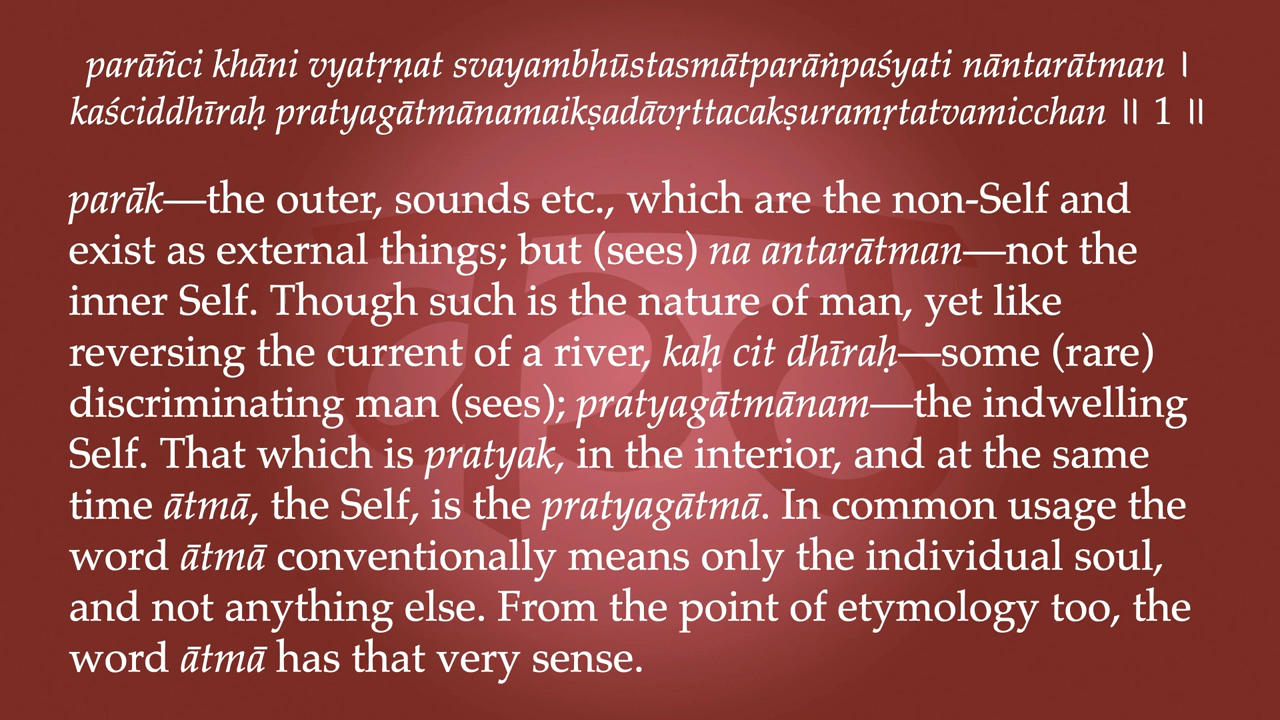 parāñci khāni vyatṛṇat svayambhūstasmātparāṅpaśyati nāntarātman ।
kaściddhīraḥ pratyagātmānamaikṣadāvṛttacakṣuramṛtatvamicchan ॥ 1 ॥
parāk—the outer, sounds etc., which are the non-Self and
exist as external things; but (sees) na antarātman—not the
inner Self. Though such is the nature of man, yet like
reversing the current of a river, kaḥ cit dhīraḥ—some (rare)
discriminating man (sees); pratyagātmānam—the indwelling
Self. That which is pratyak, in the interior, and at the same
time ātmā, the Self, is the pratyagātmā. In common usage the
word ātmā conventionally means only the individual soul,
and not anything else. From the point of etymology too, the
word ātmā has that very sense.